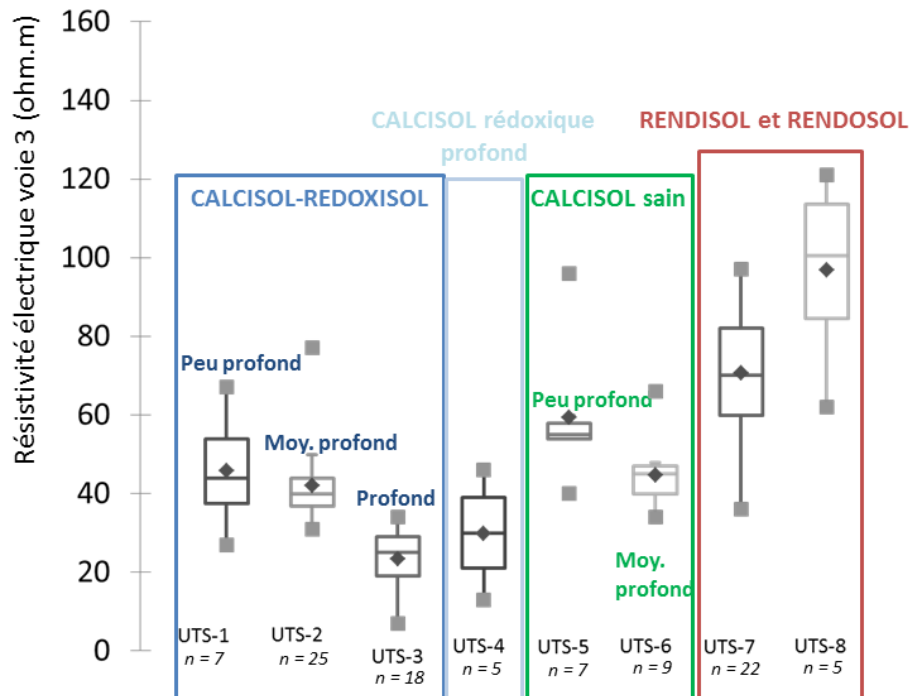 Résistivité électrique voie 3 (ohm.m)
160
140
120
100
80
60
40
20
0
CALCISOL rédoxique
profond
RENDISOL et RENDOSOL
CALCISOL-REDOXISOL
CALCISOL sain
Peu profond
Moy. profond
Profond
Peu profond
Moy.
profond
UTS-1
n = 7
UTS-2
n = 25
UTS-3
n = 18
UTS-4
n = 5
UTS-5
n = 7
UTS-6
n = 9
UTS-7
n = 22
UTS-8
n = 5